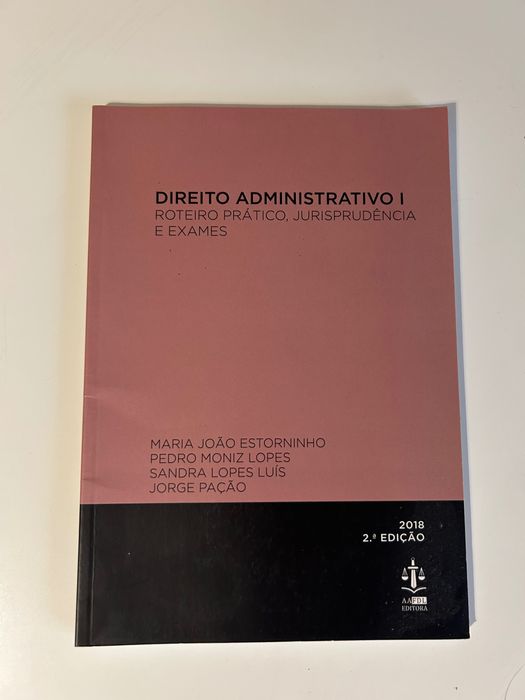 DIREITO ADMINISTRATIVO I
ROTEIRO PRÁTICO, JURISPRUDÊNCIA
E EXAMES
MARIA JOÃO ESTORNINHO
PEDRO MONIZ LOPES
SANDRA LOPES LUÍS
JORGE PAÇÃO
2018
2.ª EDIÇÃO
AAFDL
EDITORA